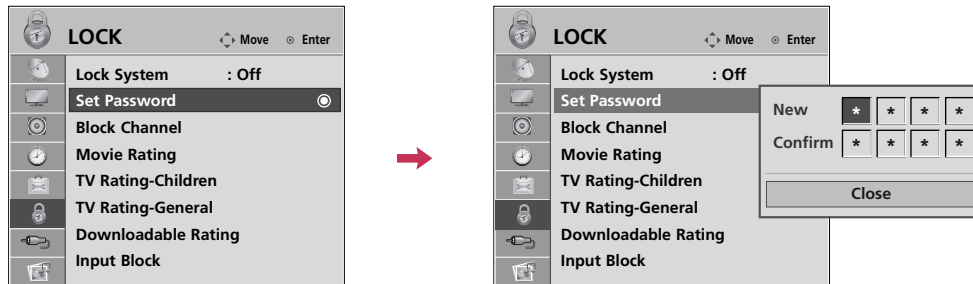 LOCK Move Enter
Lock System : Off
Set Password
Block Channel
Movie Rating
TV Rating-Children
TV Rating-General
Downloadable Rating
Input Block
LOCK Move Enter
Lock System : Off
Set Password
Block Channel
Movie Rating
TV Rating-Children
TV Rating-General
Downloadable Rating
Input Block
New * * * *
Confirm * * * *
Close